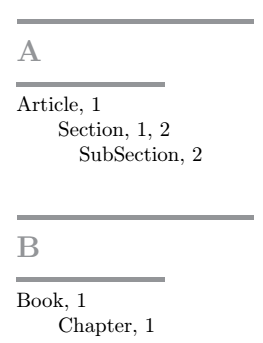 A
Article, 1
Section, 1, 2
SubSection, 2
B
Book, 1
Chapter, 1